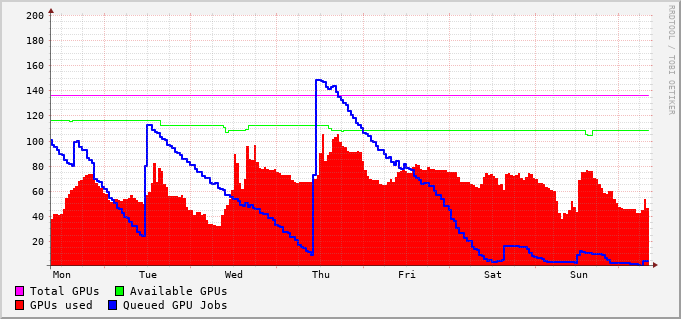 200
180
160
140
120
100
80
60
40
20
Mon Tue Wed Thu Fri Sat Sun
Total GPUs Available GPUs
GPUs used Queued GPU Jobs
RRDTOOL / TOBI OETIKER